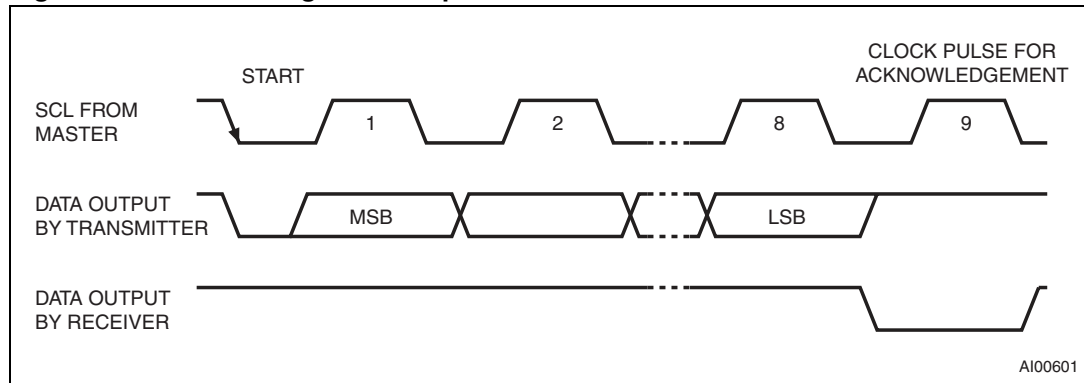 START
CLOCK PULSE FOR
ACKNOWLEDGEMENT
SCL FROM
MASTER
1
2
8
9
DATA OUTPUT
BY TRANSMITTER
MSB
LSB
DATA OUTPUT
BY RECEIVER
AI00601